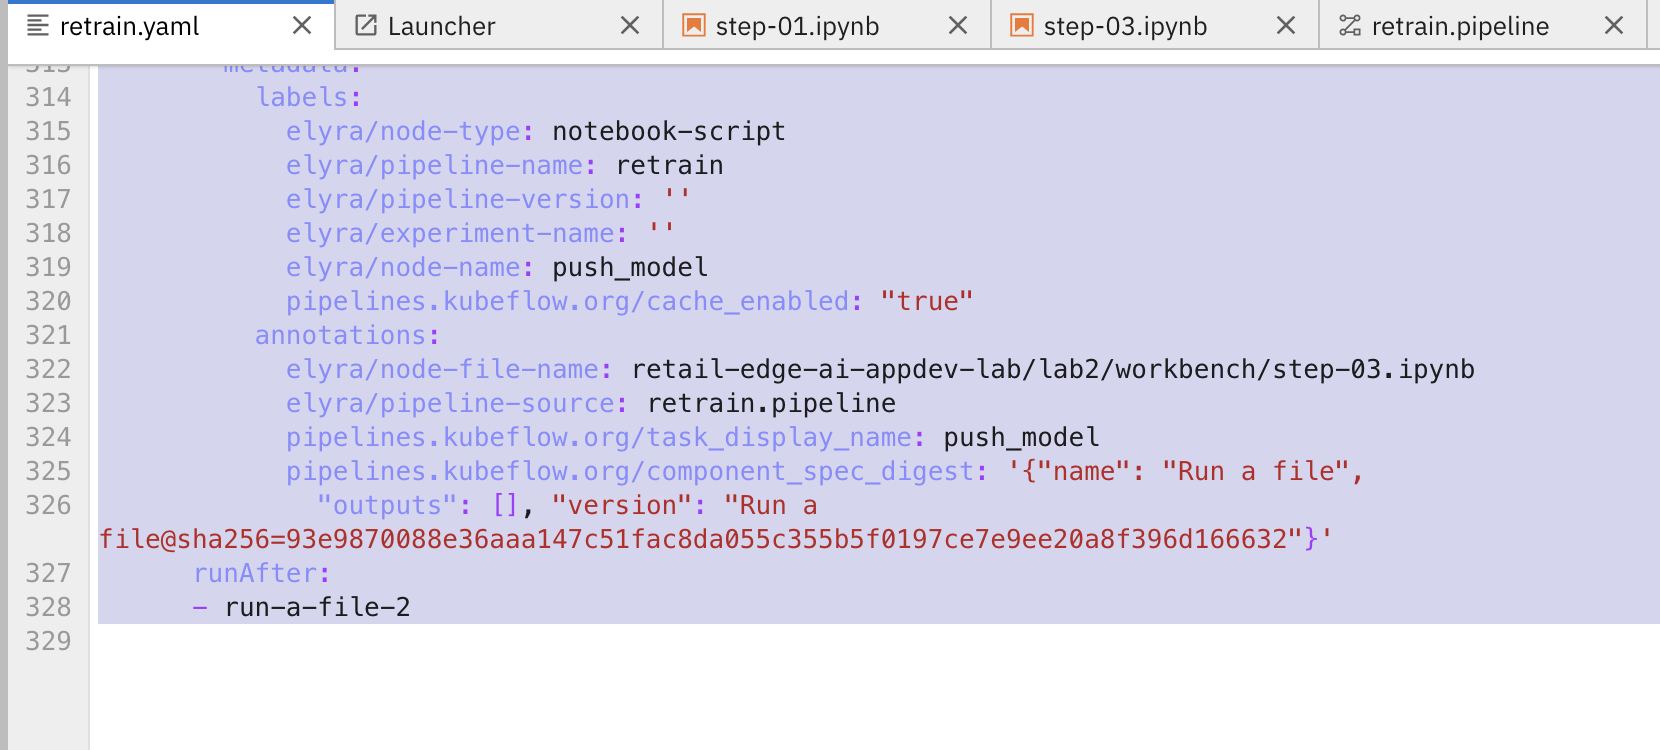 retrain.yaml Launcher step-01.ipynb step-03.ipynb retrain.pipeline
313 metadata:
314 labels:
315 elyra/node-type: notebook-script
316 elyra/pipeline-name: retrain
317 elyra/pipeline-version: ''
318 elyra/experiment-name: ''
319 elyra/node-name: push_model
320 pipelines.kubeflow.org/cache_enabled: "true"
321 annotations:
322 elyra/node-file-name: retail-edge-ai-appdev-lab/lab2/workbench/step-03.ipynb
323 elyra/pipeline-source: retrain.pipeline
324 pipelines.kubeflow.org/task_display_name: push_model
325 pipelines.kubeflow.org/component_spec_digest: '{"name": "Run a file",
326 "outputs": [], "version": "Run a
file@sha256=93e9870088e36aaa147c51fac8da055c355b5f0197ce7e9ee20a8f396d166632"}'
327 runAfter:
328 - run-a-file-2
329